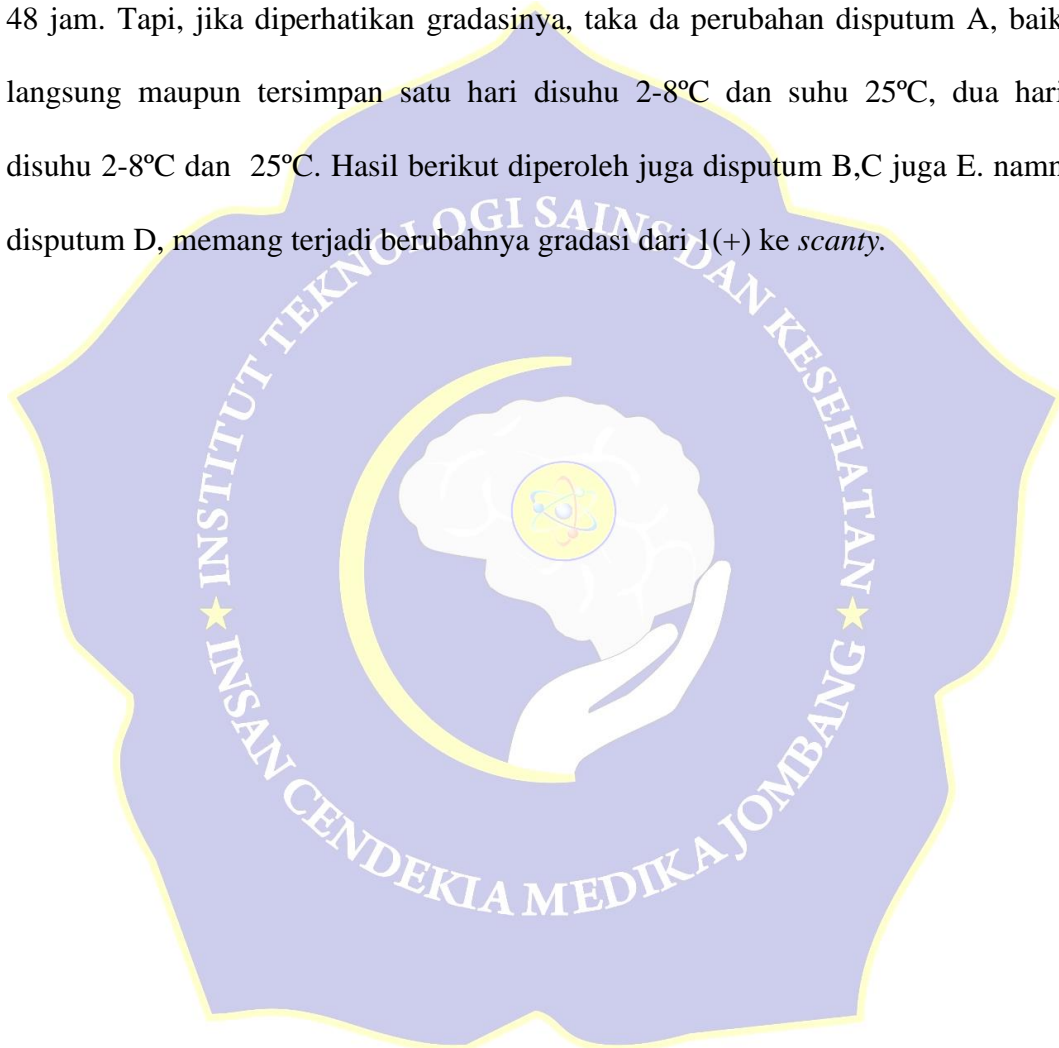 48 jam. Tapi, jika diperhatikan gradasinya, taka da perubahan disputum A, baik
langsung maupun tersimpan satu hari disuhu 2-8ºC dan suhu 25ºC, dua hari
disuhu 2-8ºC dan 25ºC. Hasil berikut diperoleh juga disputum B,C juga E. namn
disputum D, memang terjadi berubahnya gradasi dari 1(+) ke scanty.
INSTITUT TEKNOLOGI SAINS DAN KESEHATAN
INSAN CENDEKIA MEDIKA JOMBANG